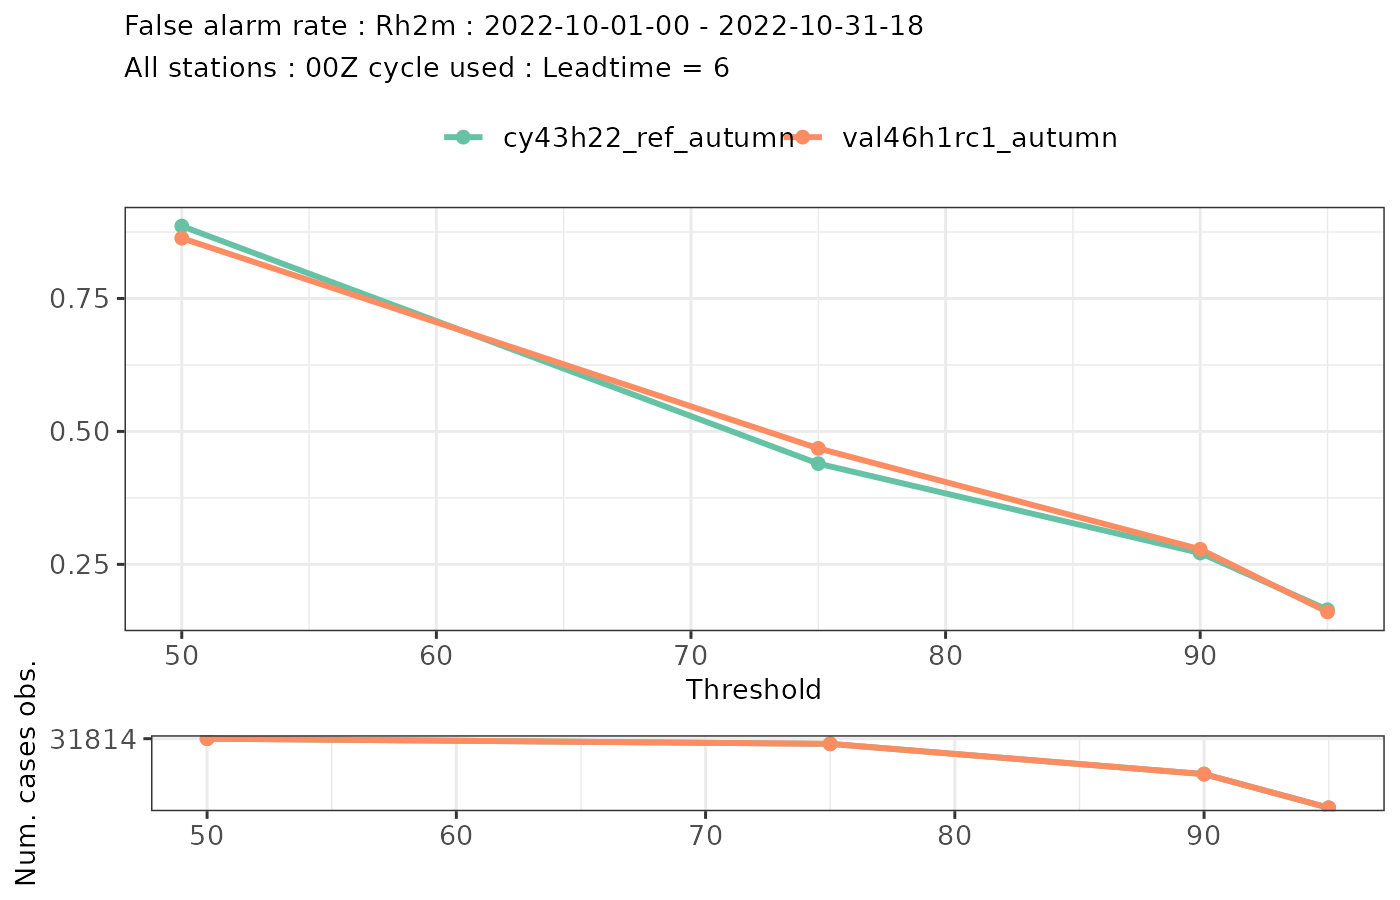 False alarm rate : Rh2m : 2022-10-01-00 - 2022-10-31-18
All stations : 00Z cycle used : Leadtime = 6
cy43h22_ref_autumn val46h1rc1_autumn
0.75
0.50
0.25
50 60 70 80 90
Threshold
Num. cases obs.
31814
50 60 70 80 90